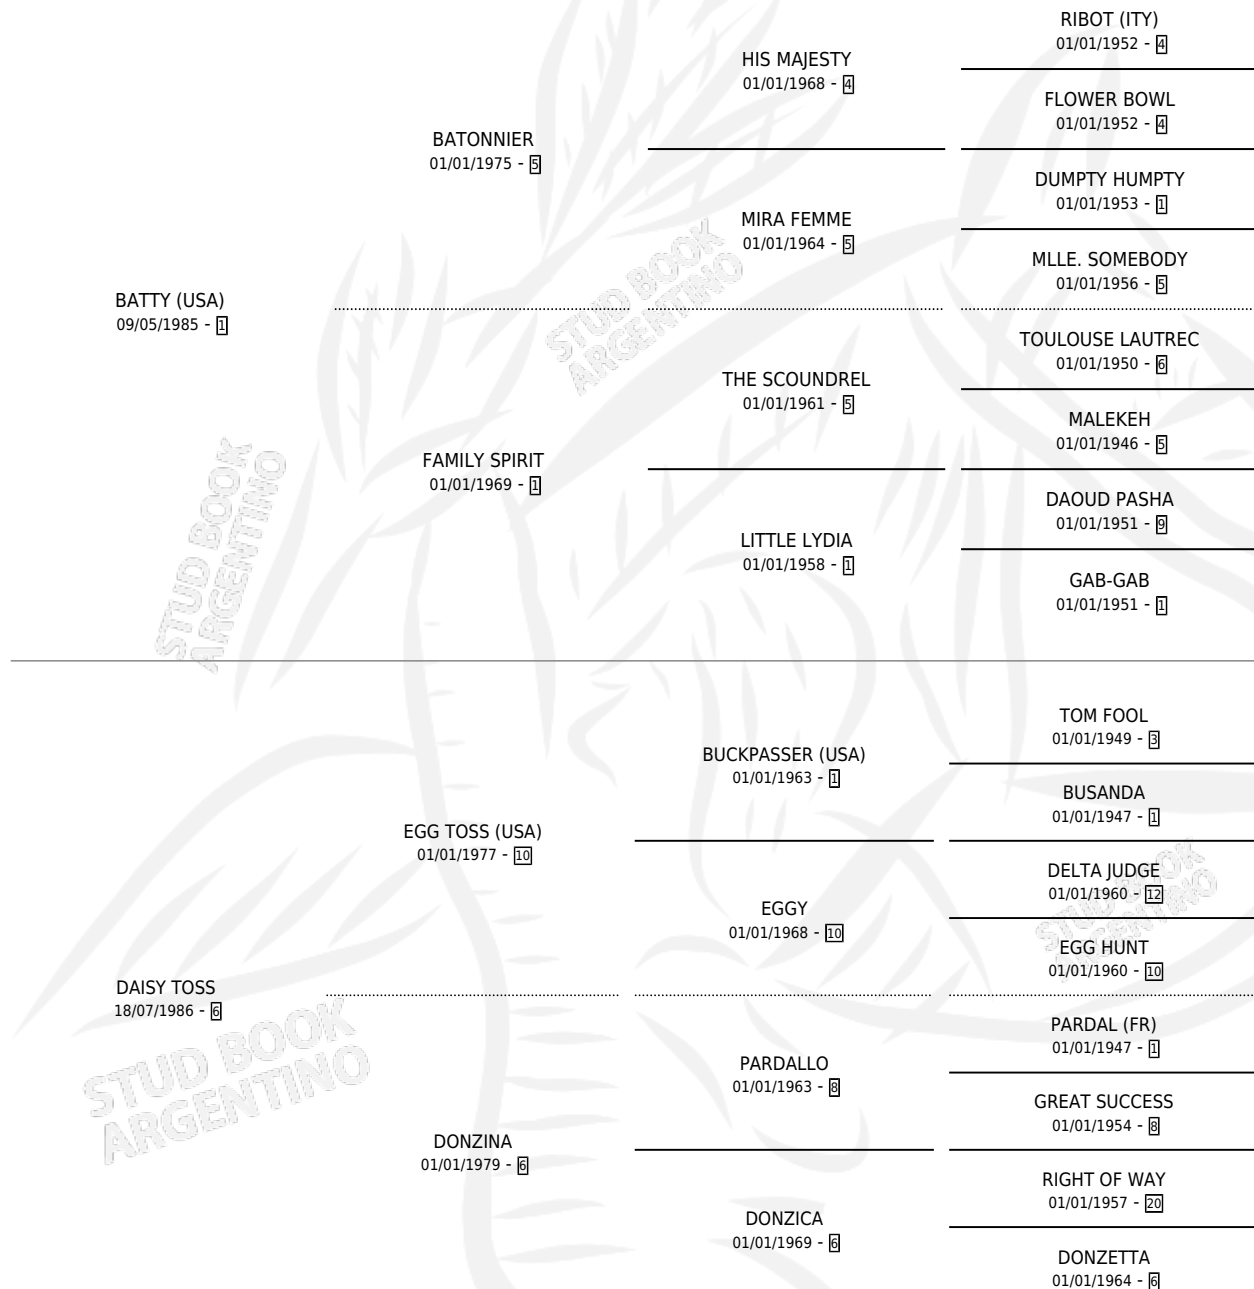 RIBOT (ITY)
01/01/1952 - 4
HIS MAJESTY
01/01/1968 - 4
FLOWER BOWL
01/01/1952 - 4
BATONNIER
01/01/1975 - 5
DUMPTY HUMPTY
01/01/1953 - 1
MIRA FEMME
01/01/1964 - 5
MLLE. SOMEBODY
01/01/1956 - 5
BATTY (USA)
09/05/1985 - 1
TOULOUSE LAUTREC
01/01/1950 - 6
THE SCOUNDREL
01/01/1961 - 5
MALEKEH
01/01/1946 - 5
FAMILY SPIRIT
01/01/1969 - 1
DAOUD PASHA
01/01/1951 - 9
LITTLE LYDIA
01/01/1958 - 1
GAB-GAB
01/01/1951 - 1
TOM FOOL
01/01/1949 - 3
BUCKPASSER (USA)
01/01/1963 - 1
BUSANDA
01/01/1947 - 1
EGG TOSS (USA)
01/01/1977 - 10
DELTA JUDGE
01/01/1960 - 12
EGGY
01/01/1968 - 10
EGG HUNT
01/01/1960 - 10
DAISY TOSS
18/07/1986 - 6
PARDAL (FR)
01/01/1947 - 1
PARDALLO
01/01/1963 - 8
GREAT SUCCESS
01/01/1954 - 8
DONZINA
01/01/1979 - 6
RIGHT OF WAY
01/01/1957 - 20
DONZICA
01/01/1969 - 6
DONZETTA
01/01/1964 - 6
STUD BOOK
ARGENTINO
STUD BOOK
ARGENTINO
STUD BOOK
ARGENTINO
STUD BOOK
ARGENTINO